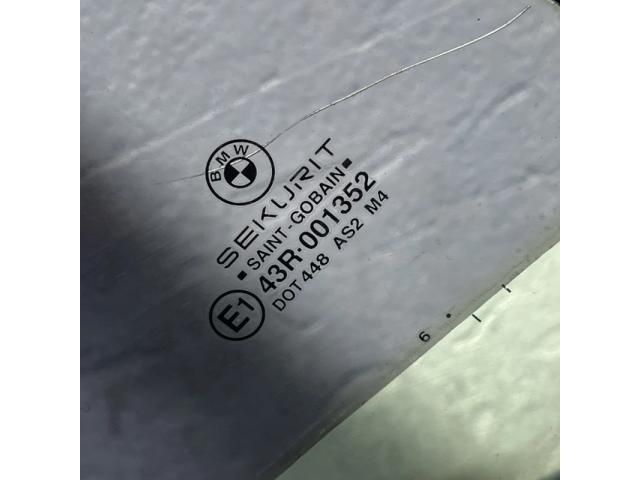 BMW
SEKURIT
▪ SAINT-GOBAIN ▪
E1 43R·001352
DOT 448 AS2 M4
6 .